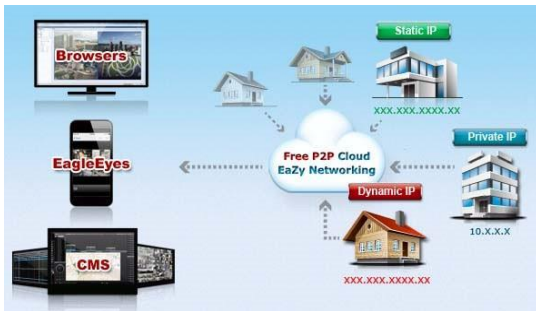 Browsers
EagleEyes
CMS
Static IP
xxx.xxx.xxxx.xx
Private IP
10.x.x.x
Free P2P Cloud
EaZy Networking
Dynamic IP
xxx.xxx.xxxx.xx